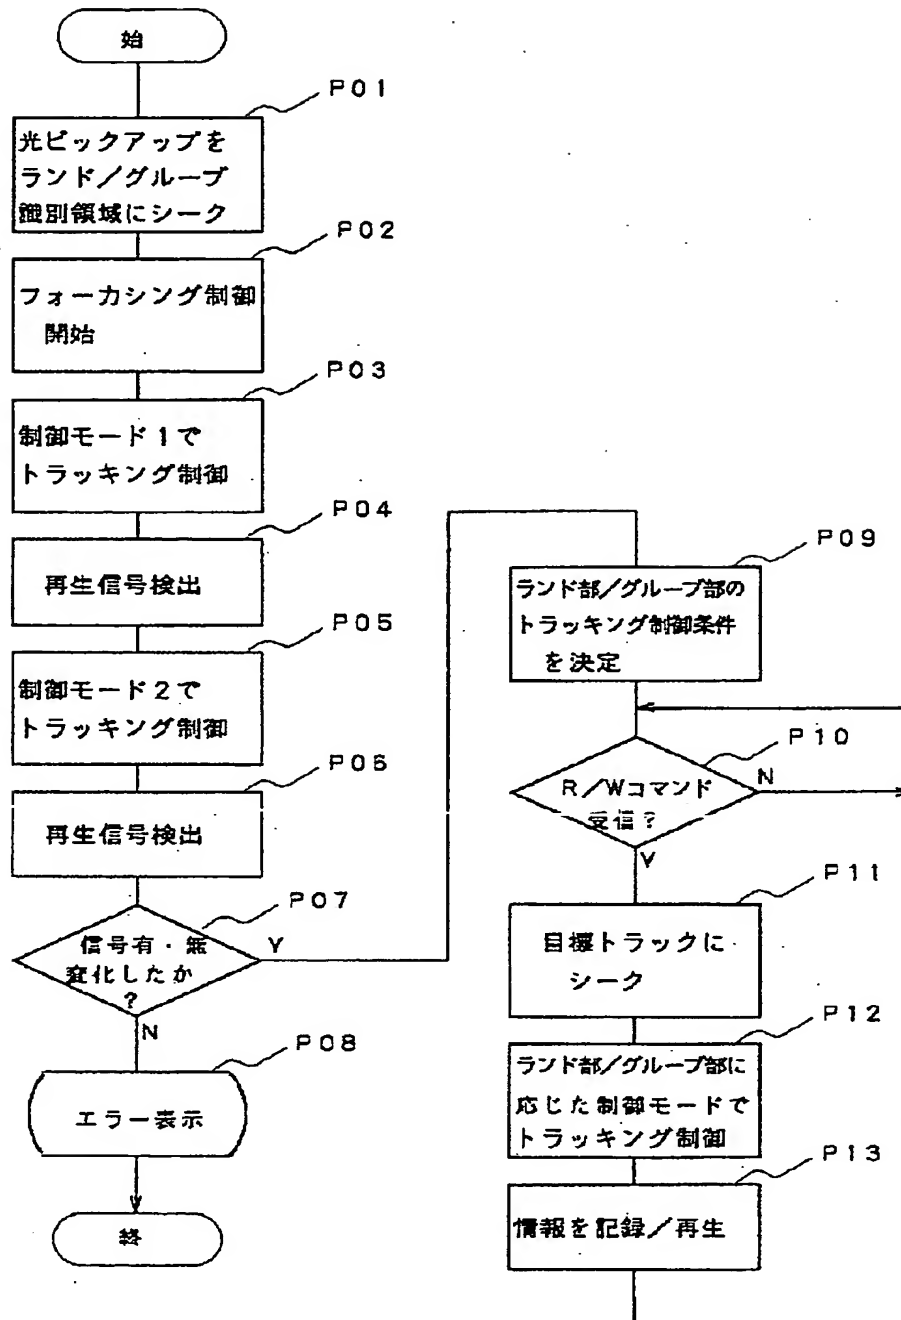 始
P01
光ピックアップを
ランド／グルーブ
識別領域にシーク
P02
フォーカシング制御
開始
P03
制御モード1で
トラッキング制御
P04
再生信号検出
P05
制御モード2で
トラッキング制御
P06
再生信号検出
P07
信号有・無
変化したか
?
Y
N
P08
エラー表示
終
P09
ランド部／グルーブ部の
トラッキング制御条件
を決定
P10
R／Wコマンド
受信?
N
Y
P11
目標トラックに
シーク
P12
ランド部／グルーブ部に
応じた制御モードで
トラッキング制御
P13
情報を記録／再生